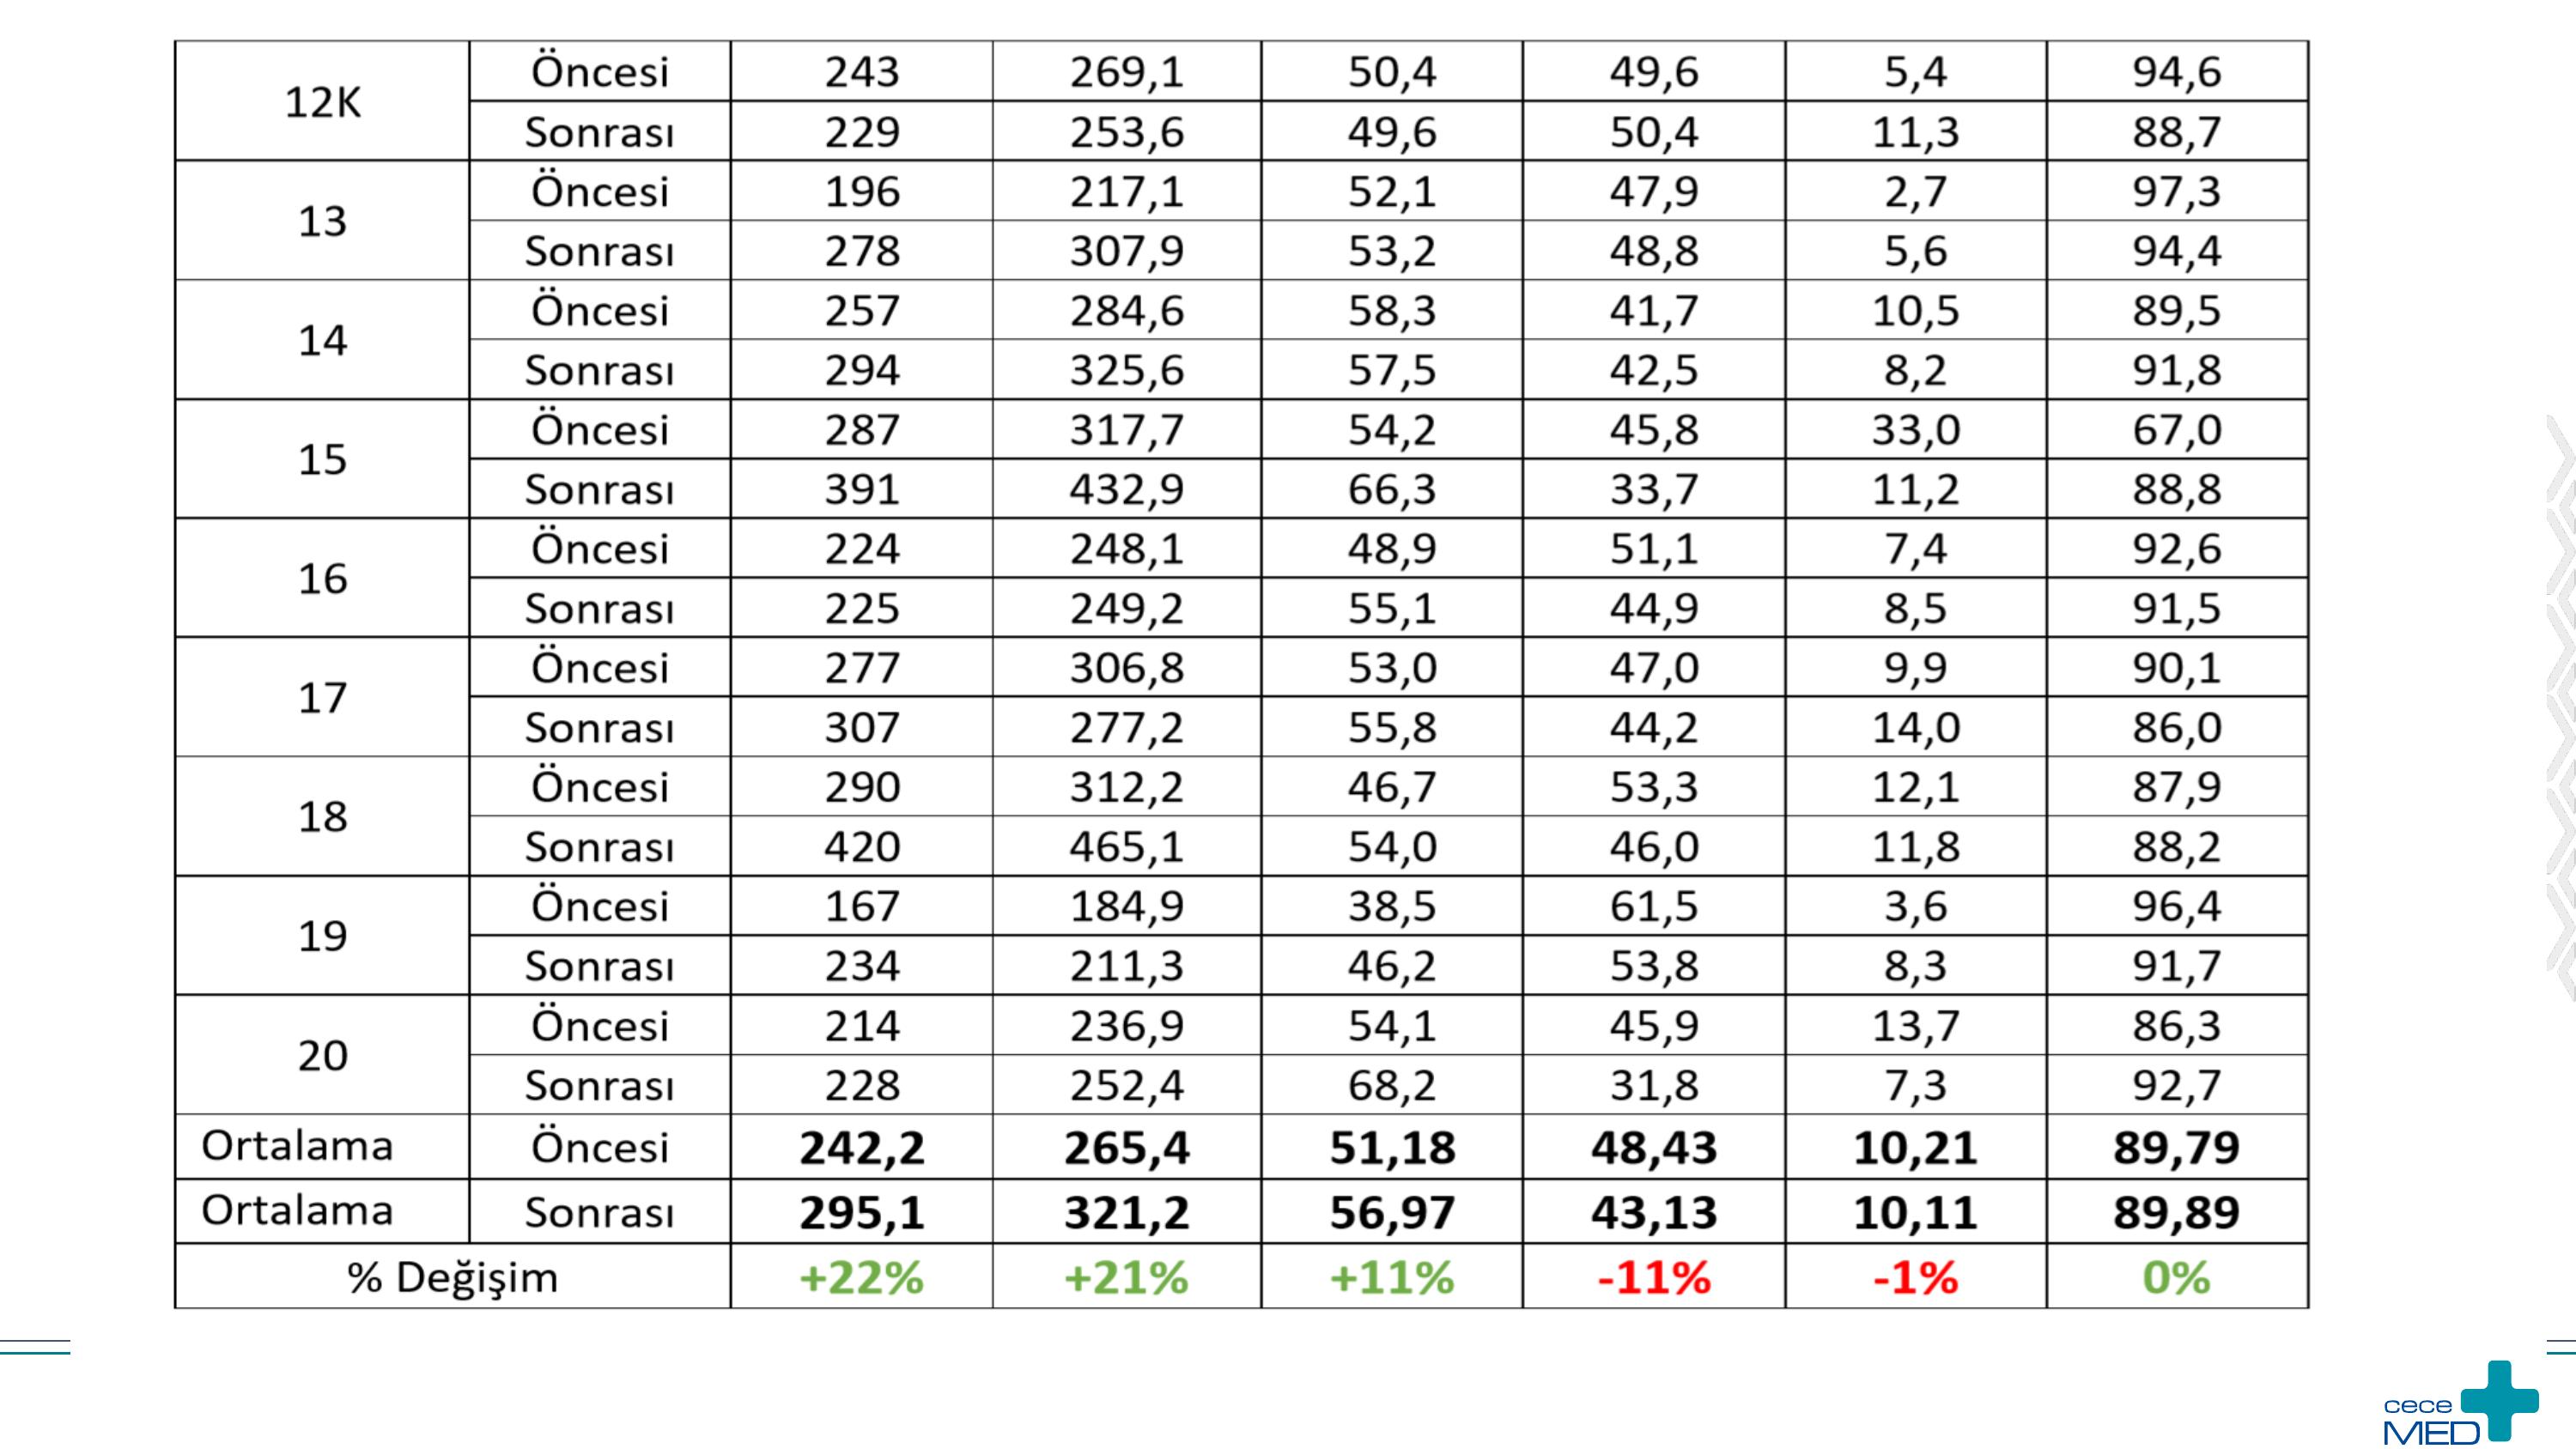 12K Öncesi 243 269,1 50,4 49,6 5,4 94,6
Sonrası 229 253,6 49,6 50,4 11,3 88,7
13 Öncesi 196 217,1 52,1 47,9 2,7 97,3
Sonrası 278 307,9 53,2 48,8 5,6 94,4
14 Öncesi 257 284,6 58,3 41,7 10,5 89,5
Sonrası 294 325,6 57,5 42,5 8,2 91,8
15 Öncesi 287 317,7 54,2 45,8 33,0 67,0
Sonrası 391 432,9 66,3 33,7 11,2 88,8
16 Öncesi 224 248,1 48,9 51,1 7,4 92,6
Sonrası 225 249,2 55,1 44,9 8,5 91,5
17 Öncesi 277 306,8 53,0 47,0 9,9 90,1
Sonrası 307 277,2 55,8 44,2 14,0 86,0
18 Öncesi 290 312,2 46,7 53,3 12,1 87,9
Sonrası 420 465,1 54,0 46,0 11,8 88,2
19 Öncesi 167 184,9 38,5 61,5 3,6 96,4
Sonrası 234 211,3 46,2 53,8 8,3 91,7
20 Öncesi 214 236,9 54,1 45,9 13,7 86,3
Sonrası 228 252,4 68,2 31,8 7,3 92,7
Ortalama Öncesi 242,2 265,4 51,18 48,43 10,21 89,79
Ortalama Sonrası 295,1 321,2 56,97 43,13 10,11 89,89
% Değişim +22% +21% +11% -11% -1% 0%
cece
MED